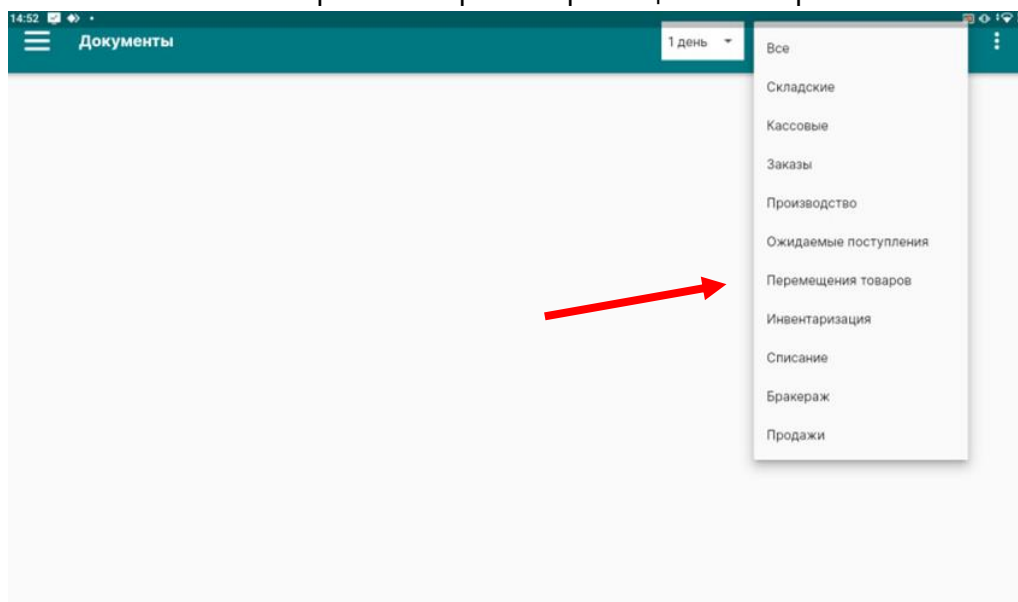 14:52
Документы
1 день
Все
Складские
Кассовые
Заказы
Производство
Ожидаемые поступления
Перемещения товаров
Инвентаризация
Списание
Бракераж
Продажи